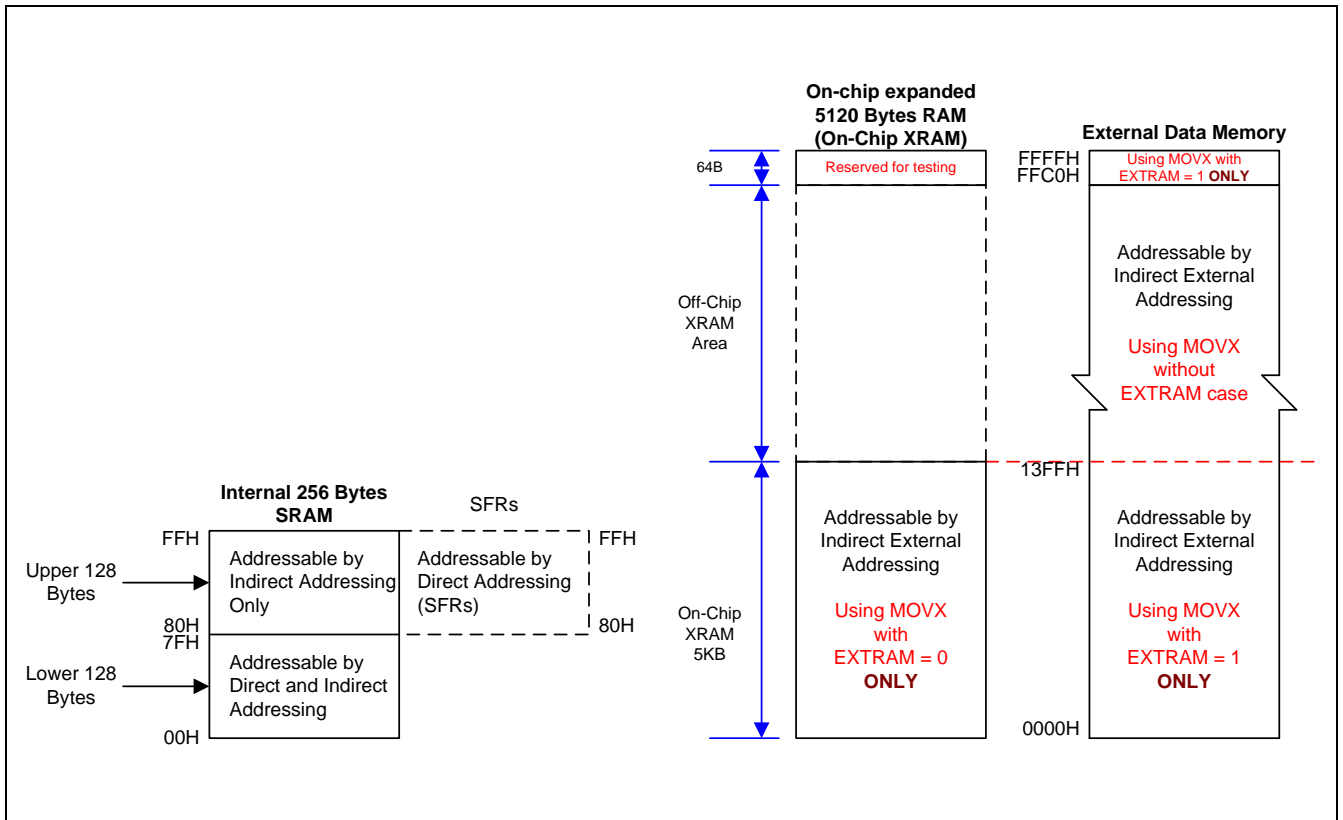 On-chip expanded
5120 Bytes RAM
(On-Chip XRAM)
External Data Memory
64B
Reserved for testing
FFFFH
FFC0H
Using MOVX with
EXTRAM = 1 ONLY
Off-Chip
XRAM
Area
Addressable by
Indirect External
Addressing
Using MOVX
without
EXTRAM case
13FFH
Internal 256 Bytes
SRAM
SFRs
FFH
Addressable by
Indirect Addressing
Only
Addressable by
Direct Addressing
(SFRs)
FFH
Upper 128
Bytes
80H
80H
7FH
Lower 128
Bytes
Addressable by
Direct and Indirect
Addressing
00H
On-Chip
XRAM
5KB
Addressable by
Indirect External
Addressing
Using MOVX
with
EXTRAM = 0
ONLY
Addressable by
Indirect External
Addressing
Using MOVX
with
EXTRAM = 1
ONLY
0000H